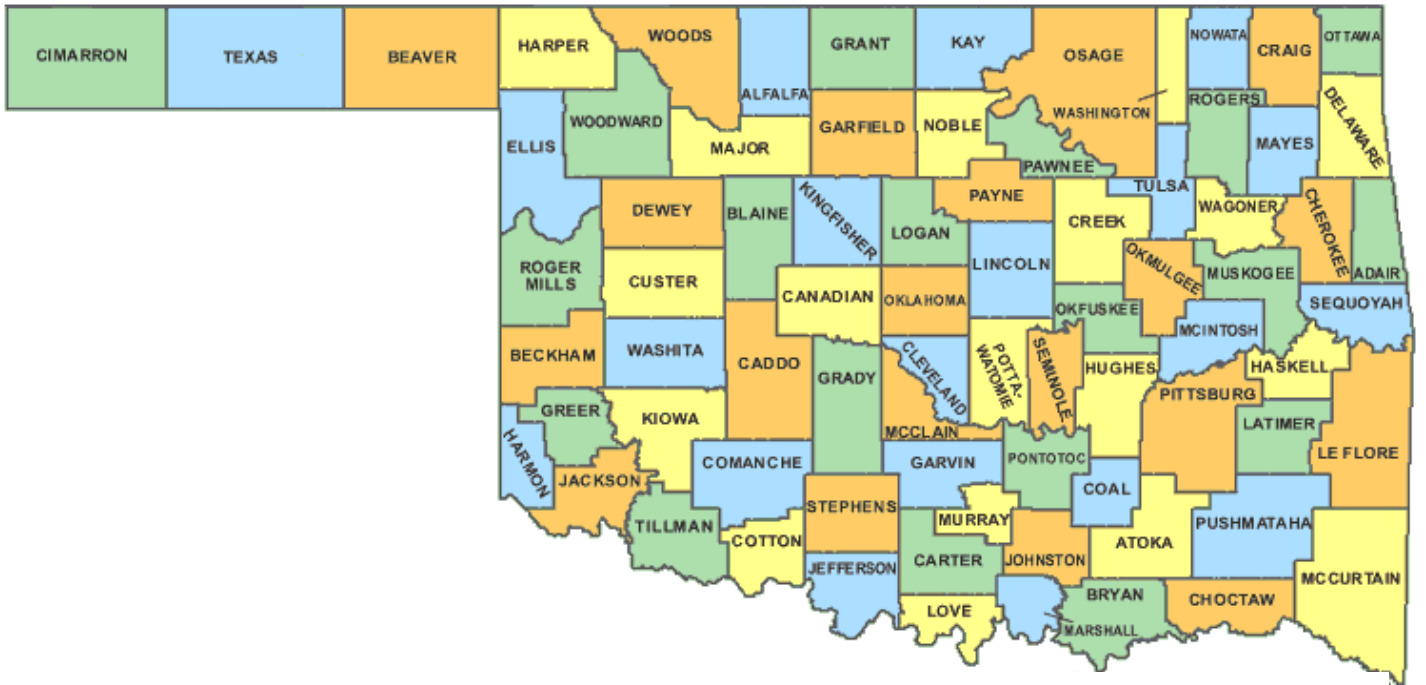 CIMARRON
TEXAS
BEAVER
HARPER
WOODS
ALFALFA
GRANT
KAY
OSAGE
WASHINGTON
NOWATA
CRAIG
OTTAWA
ELLIS
WOODWARD
MAJOR
GARFIELD
NOBLE
PAWNEE
ROGERS
MAYES
DELAWARE
DEWEY
BLAINE
KINGFISHER
LOGAN
PAYNE
CREEK
TULSA
WAGONER
CHEROKEE
ADAIR
ROGER
MILLS
CUSTER
CANADIAN
OKLAHOMA
LINCOLN
OKMULGEE
MUSKOGEE
SEQUOYAH
BECKHAM
WASHITA
CADDO
GRADY
CLEVELAND
POTTA-
WATOMIE
SEMINOLE
OKFUSKEE
HUGHES
MCINTOSH
HASKELL
GREER
KIOWA
MCCLAIN
PITTSBURG
LATIMER
LE FLORE
HARMON
JACKSON
COMANCHE
GARVIN
PONTOTOC
COAL
TILLMAN
COTTON
STEPHENS
MURRAY
JOHNSTON
ATOKA
PUSHMATAHA
MCCURTAIN
JEFFERSON
CARTER
LOVE
MARSHALL
BRYAN
CHOCTAW